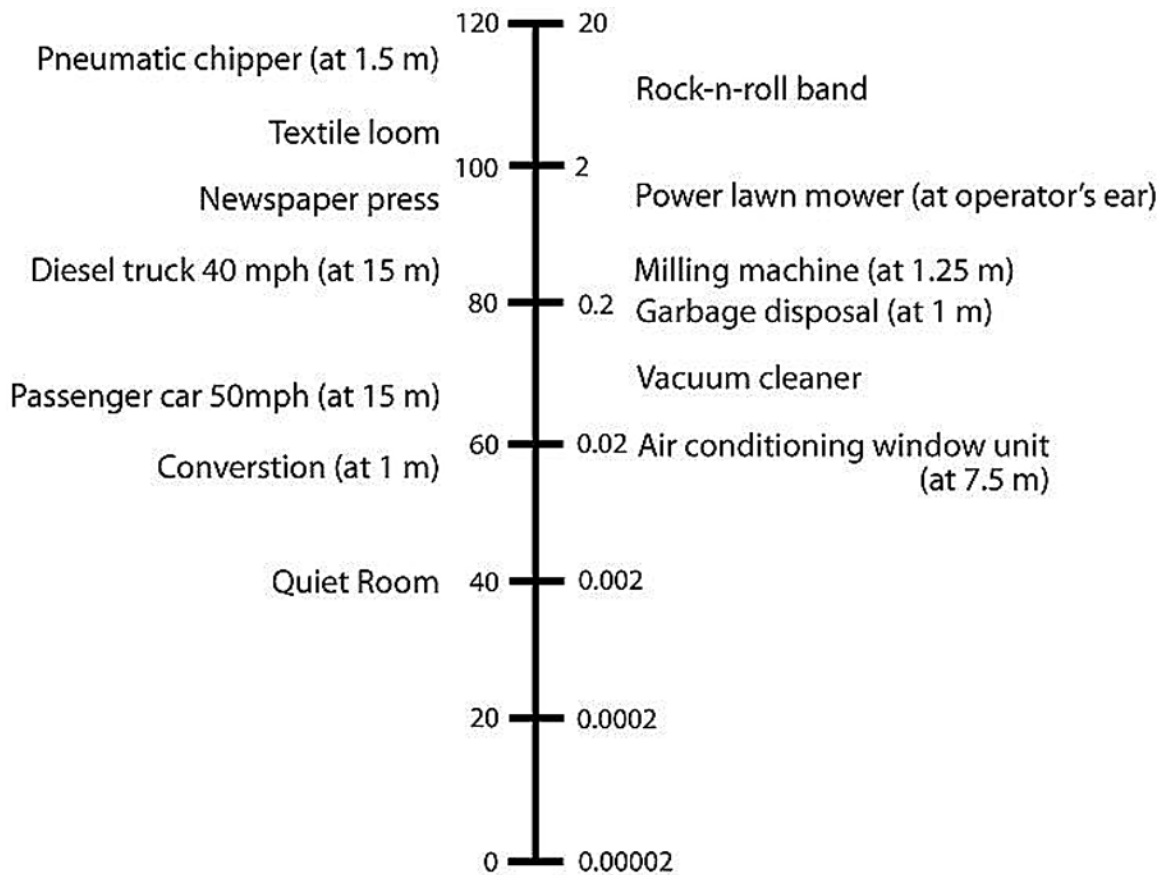 120 20
Pneumatic chipper (at 1.5 m)
Rock-n-roll band
Textile loom
100 2
Newspaper press
Power lawn mower (at operator's ear)
Diesel truck 40 mph (at 15 m)
Milling machine (at 1.25 m)
80 0.2
Garbage disposal (at 1 m)
Vacuum cleaner
Passenger car 50mph (at 15 m)
60 0.02 Air conditioning window unit
(at 7.5 m)
Converstion (at 1 m)
Quiet Room 40 0.002
20 0.0002
0 0.00002